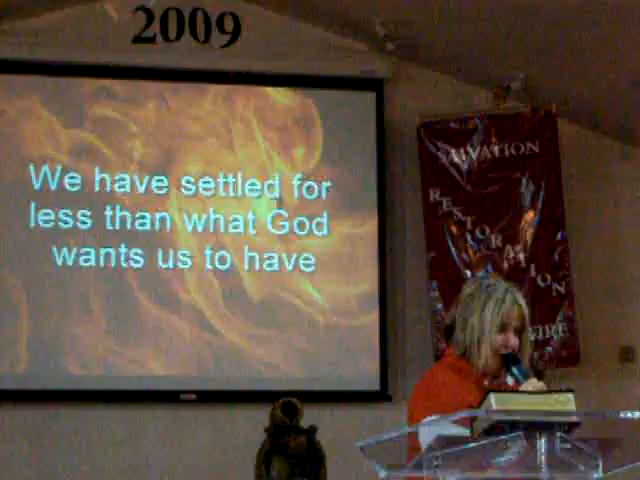 2009
We have settled for
less than what God
wants us to have
SALVATION
RESTORATION
FIRE